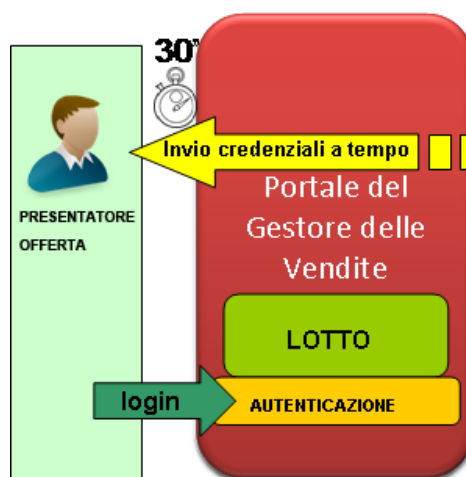 30"
Invio credenziali a tempo
PRESENTATORE
OFFERTA
Portale del
Gestore delle
Vendite
LOTTO
login
AUTENTICAZIONE